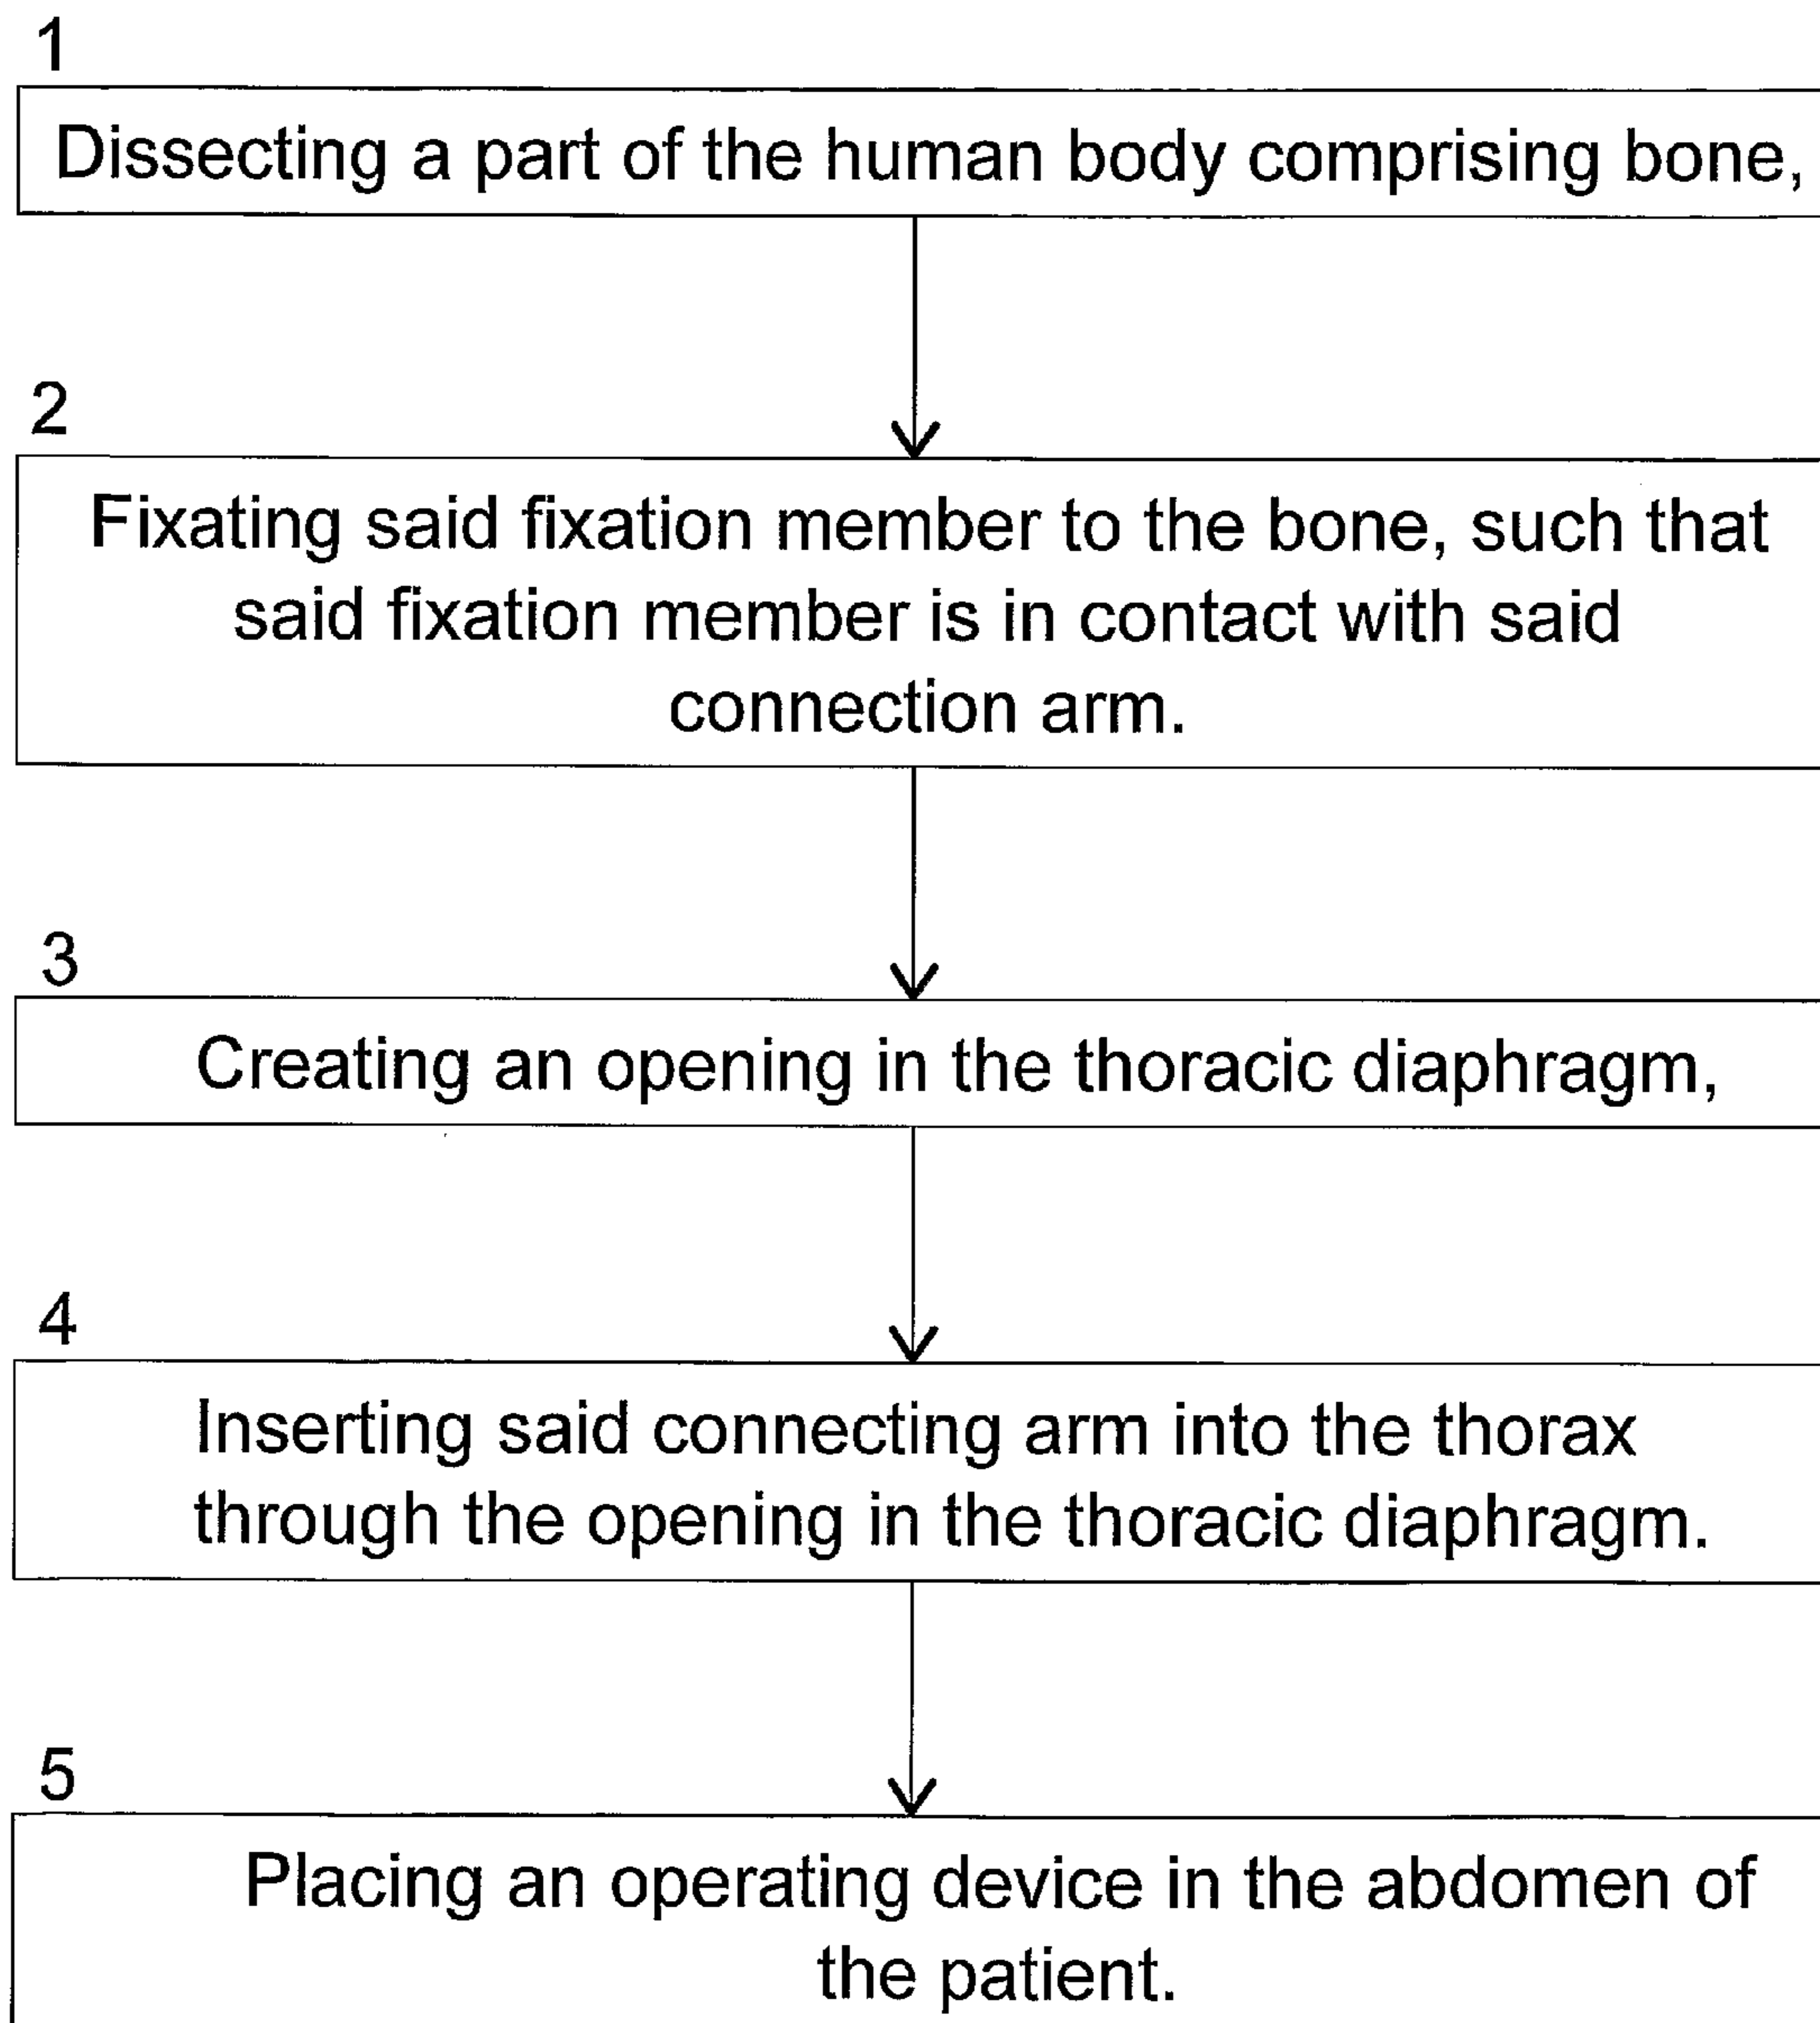 1
Dissecting a part of the human body comprising bone,
2
Fixating said fixation member to the bone, such that
said fixation member is in contact with said
connection arm.
3
Creating an opening in the thoracic diaphragm,
4
Inserting said connecting arm into the thorax
through the opening in the thoracic diaphragm.
5
Placing an operating device in the abdomen of
the patient.